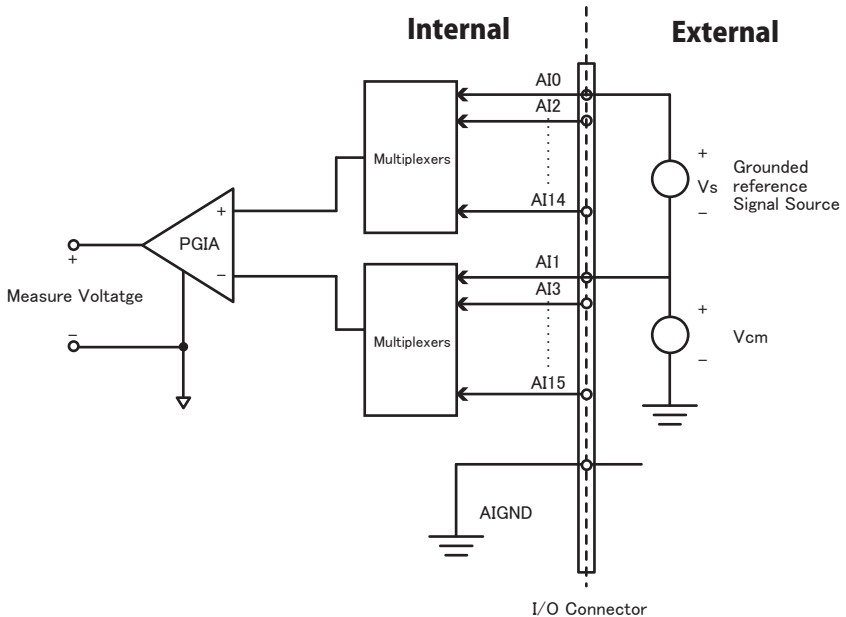 Internal
External
AI0
AI2
Multiplexers
AI14
+
Vs
−
Grounded
reference
Signal Source
+
PGIA
−
+
Measure Voltatge
−
AI1
AI3
Multiplexers
AI15
+
Vcm
−
AIGND
I/O Connector